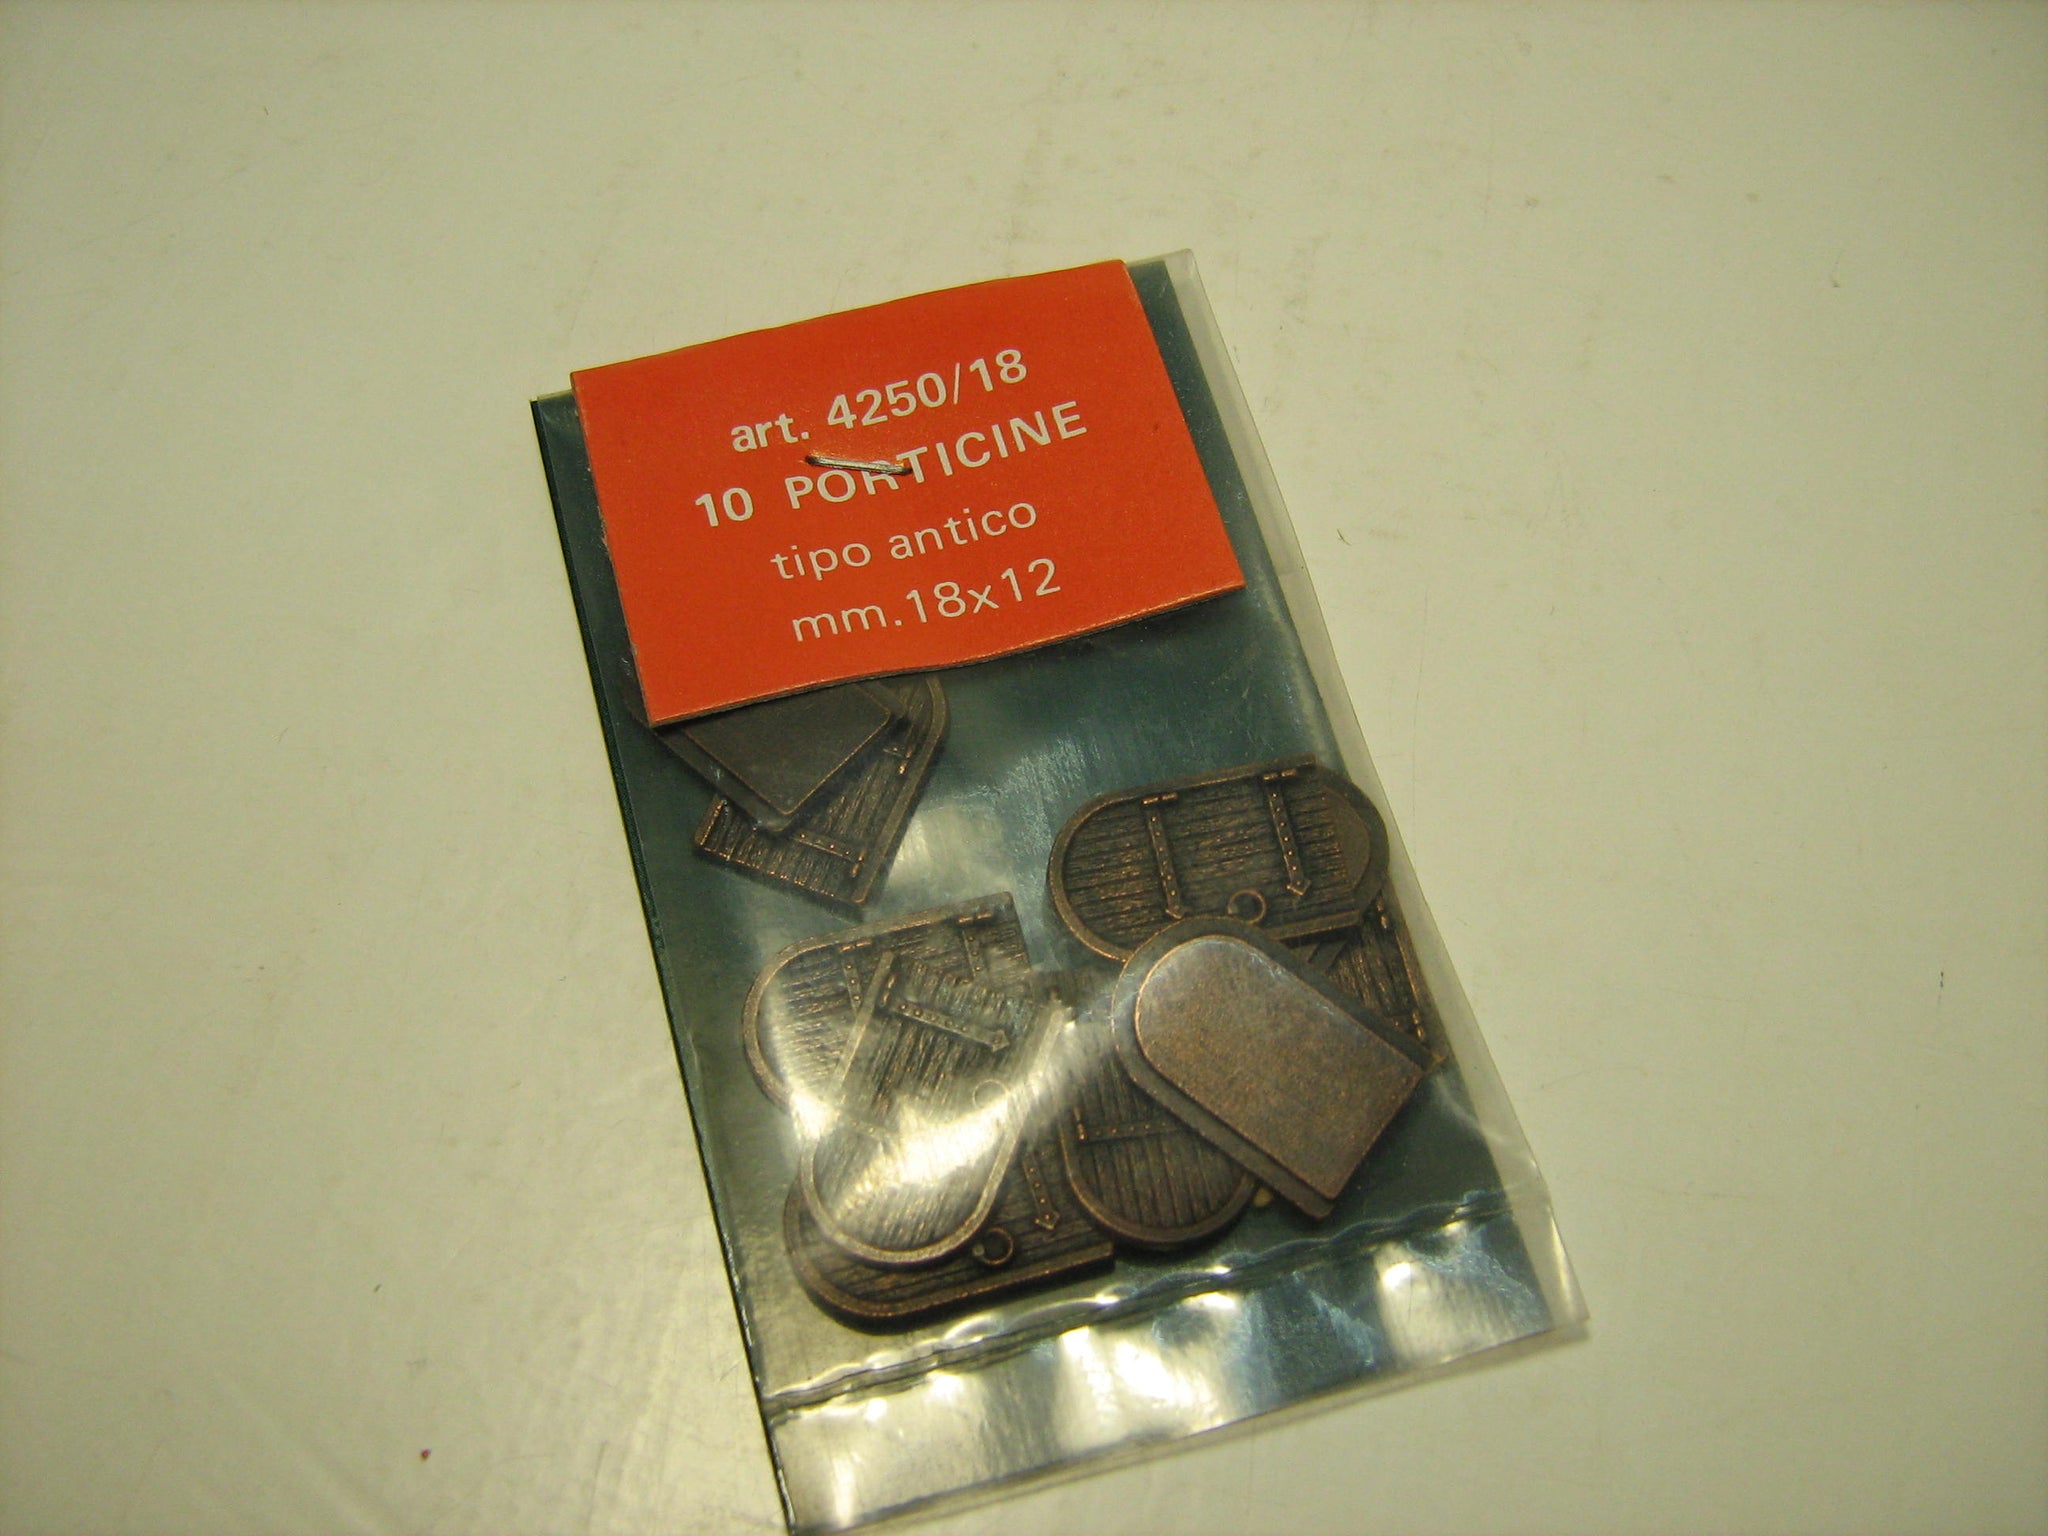 art. 4250/18
10 PORTICINE
tipo antico
mm.18x12